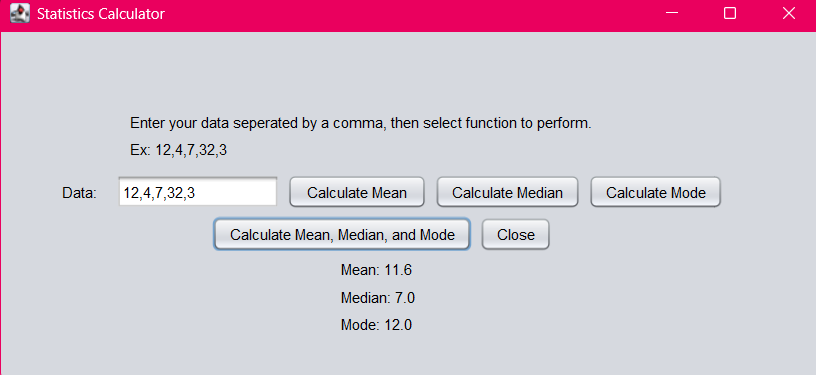 Statistics Calculator
Enter your data seperated by a comma, then select function to perform.
Ex: 12,4,7,32,3
Data: 12,4,7,32,3 Calculate Mean Calculate Median Calculate Mode
Calculate Mean, Median, and Mode Close
Mean: 11.6
Median: 7.0
Mode: 12.0